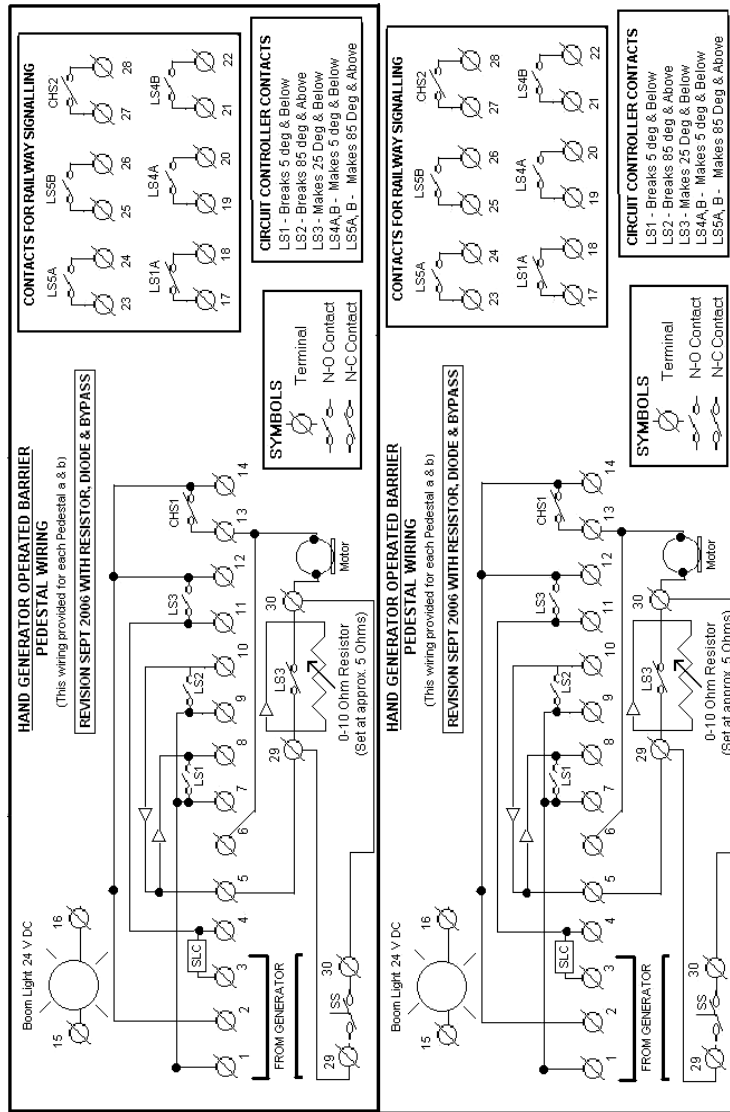 HAND GENERATOR OPERATED BARRIER
PEDESTAL WIRING
(This wiring provided for each Pedestal a & b)
REVISION SEPT 2006 WITH RESISTOR, DIODE & BYPASS
Boom Light 24 V DC
15
16
SLC
LS1
LS2
LS3
CHS1
1
2
3
4
5
6
7
8
9
10
11
12
13
14
FROM GENERATOR
29
SS
30
29
LS3
30
Motor
0-10 Ohm Resistor
(Set at approx. 5 Ohms)
SYMBOLS
Terminal
N-O Contact
N-C Contact
CONTACTS FOR RAILWAY SIGNALLING
LS5A
LS5B
CHS2
23
24
25
26
27
28
LS1A
LS4A
LS4B
17
18
19
20
21
22
CIRCUIT CONTROLLER CONTACTS
LS1 - Breaks 5 deg & Below
LS2 - Breaks 85 deg & Above
LS3 - Makes 25 Deg & Below
LS4A,B - Makes 5 deg & Below
LS5A, B - Makes 85 Deg & Above
HAND GENERATOR OPERATED BARRIER
PEDESTAL WIRING
(This wiring provided for each Pedestal a & b)
REVISION SEPT 2006 WITH RESISTOR, DIODE & BYPASS
Boom Light 24 V DC
15
16
SLC
LS1
LS2
LS3
CHS1
1
2
3
4
5
6
7
8
9
10
11
12
13
14
FROM GENERATOR
29
SS
30
29
LS3
30
Motor
0-10 Ohm Resistor
(Set at approx. 5 Ohms)
SYMBOLS
Terminal
N-O Contact
N-C Contact
CONTACTS FOR RAILWAY SIGNALLING
LS5A
LS5B
CHS2
23
24
25
26
27
28
LS1A
LS4A
LS4B
17
18
19
20
21
22
CIRCUIT CONTROLLER CONTACTS
LS1 - Breaks 5 deg & Below
LS2 - Breaks 85 deg & Above
LS3 - Makes 25 Deg & Below
LS4A,B - Makes 5 deg & Below
LS5A, B - Makes 85 Deg & Above